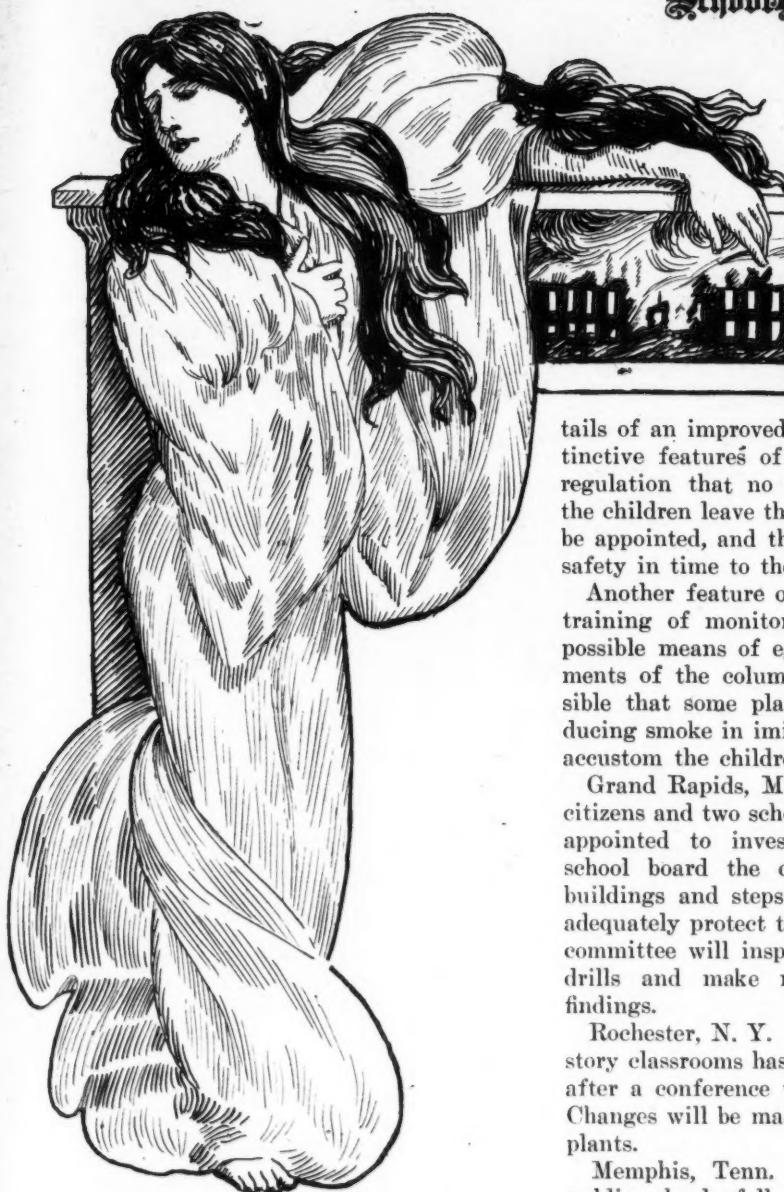 tails of an improved
tinctive features of
regulation that no
the children leave th
be appointed, and th
safety in time to the
Another feature o
training of monitor
possible means of e
ments of the colum
sible that some pla
ducing smoke in imi
accustom the childre
Grand Rapids, M
citizens and two scho
appointed to inves
school board the c
buildings and steps
adequately protect t
committee will insp
drills and make r
findings.
Rochester, N. Y.
story classrooms has
after a conference
Changes will be ma
plants.
Memphis, Tenn.